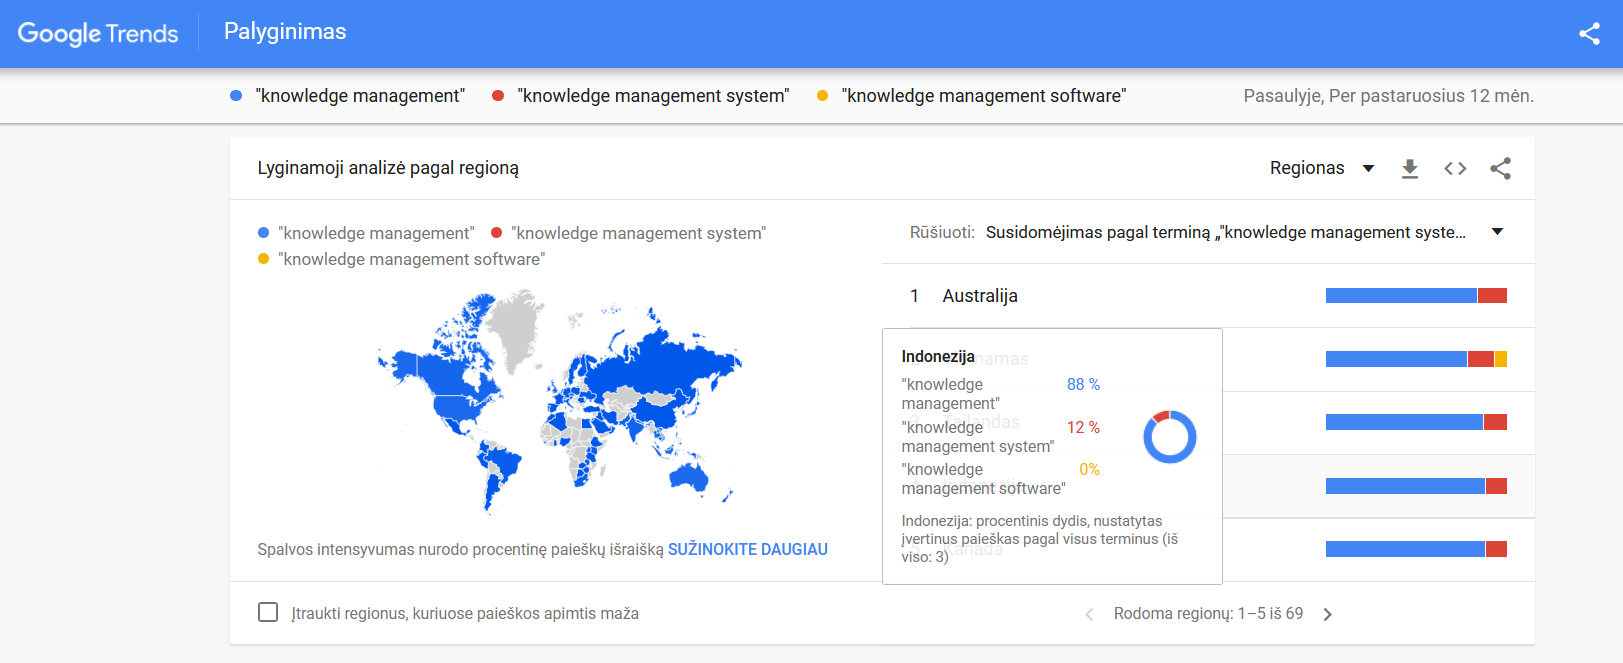 Google Trends
Palyginimas
"knowledge management"
"knowledge management system"
"knowledge management software"
Pasaulyje, Per pastaruosius 12 mėn.
Lyginamoji analizė pagal regioną
Regionas
"knowledge management"
"knowledge management system"
"knowledge management software"
Rūšiuoti: Susidomėjimas pagal terminą „"knowledge management syste...
1 Australija
Indonezija
"knowledge
management"
88 %
"knowledge
management system"
12 %
"knowledge
management software"
0%
Indonezija: procentinis dydis, nustatytas
įvertinus paieškas pagal visus terminus (iš
viso: 3)
Tailandas
Kanada
Spalvos intensyvumas nurodo procentinę paieškų išraišką SUŽINOKITE DAUGIAU
Įtraukti regionus, kuriuose paieškos apimtis maža
Rodoma regionų: 1–5 iš 69